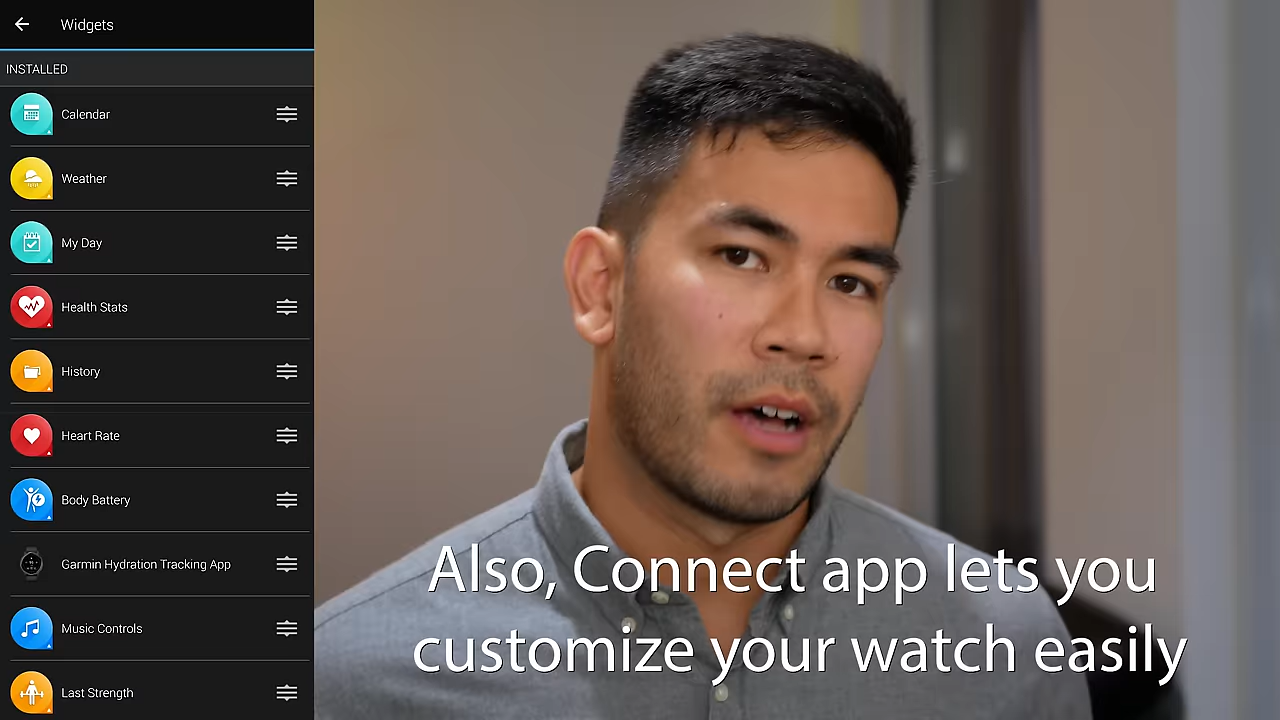 Widgets
INSTALLED
Calendar
Weather
My Day
Health Stats
History
Heart Rate
Body Battery
Garmin Hydration Tracking App
Music Controls
Last Strength
Also, Connect app lets you
customize your watch easily